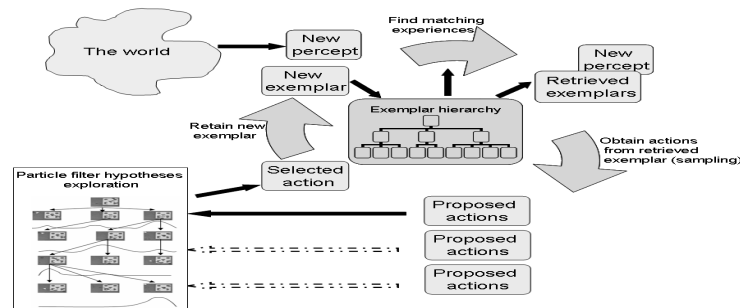 The world
New
percept
Find matching
experiences
New
percept
Retrieved
exemplars
New
exemplar
Exemplar hierarchy
Retain new
exemplar
Obtain actions
from retrieved
exemplar (sampling)
Selected
action
Particle filter hypotheses
exploration
Proposed
actions
Proposed
actions
Proposed
actions